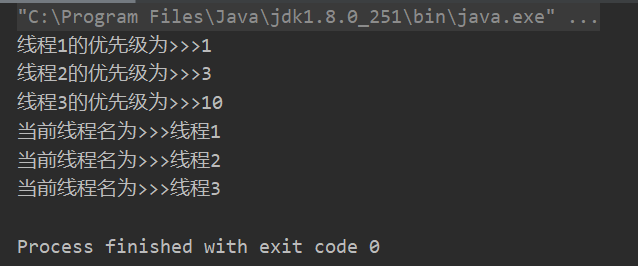 "C:\Program Files\Java\jdk1.8.0_251\bin\java.exe" ...
线程1的优先级为>>>1
线程2的优先级为>>>3
线程3的优先级为>>>10
当前线程名为>>>线程1
当前线程名为>>>线程2
当前线程名为>>>线程3
Process finished with exit code 0